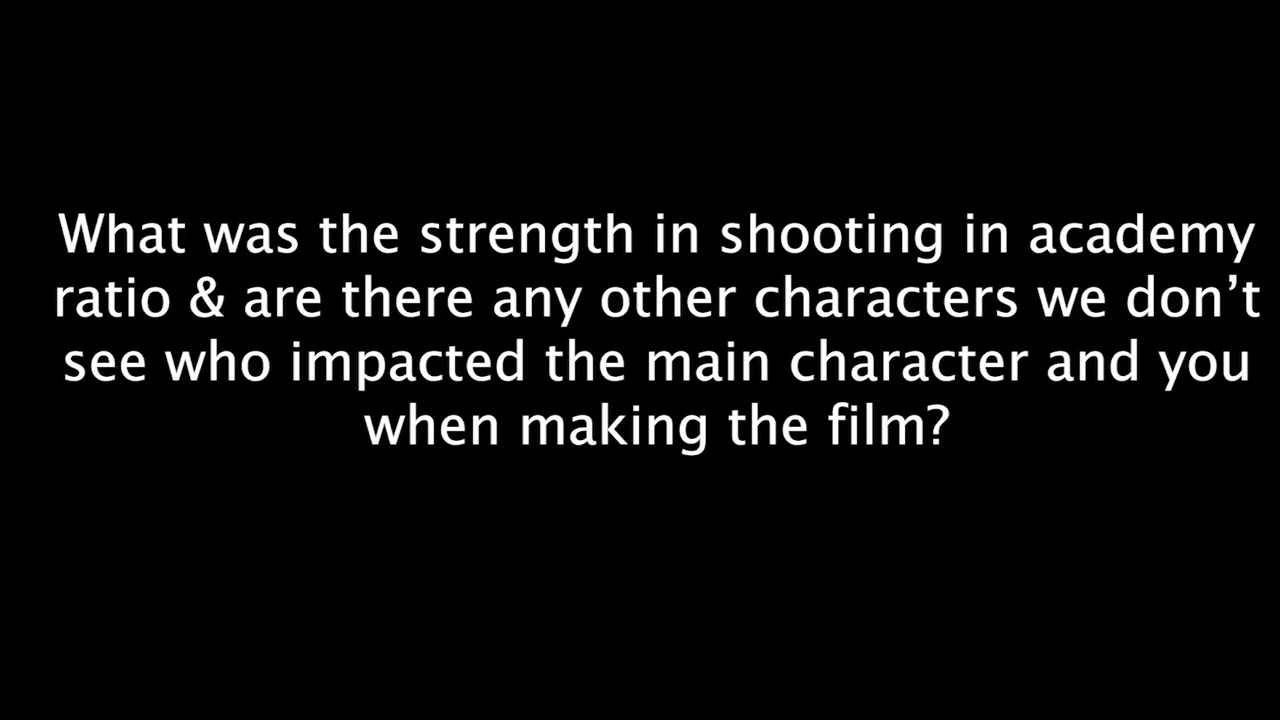 What was the strength in shooting in academy
ratio & are there any other characters we don’t
see who impacted the main character and you
when making the film?